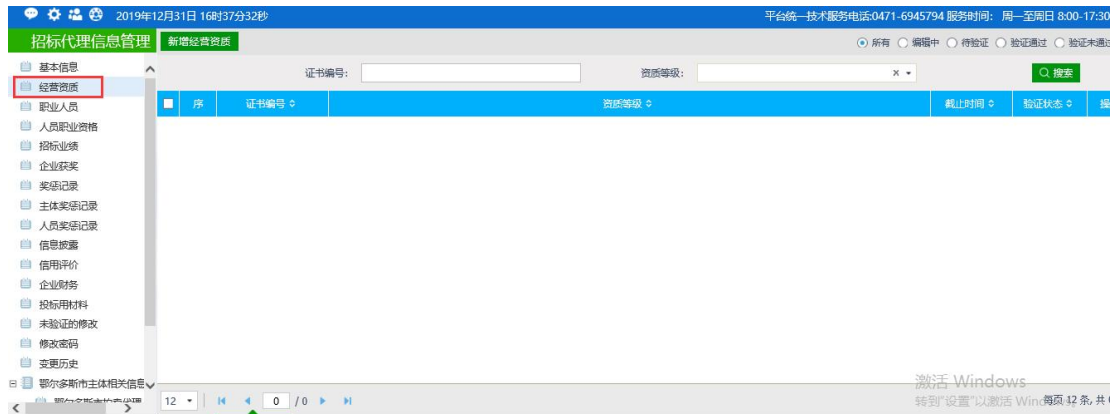 2019年12月31日 16时37分32秒 平台统一技术服务电话:0471-6945794 服务时间: 周一至周日 8:00-17:30
招标代理信息管理 新增经营资质 所有 编辑中 待验证 验证通过 验证未通过
基本信息
证书编号: 资质等级: 搜索
经营资质
职业人员 序 证书编号 资质等级 截止时间 验证状态 操
人员职业资格
招标业绩
企业获奖
奖惩记录
主体奖惩记录
人员奖惩记录
信息披露
信用评价
企业财务
投标用材料
未验证的修改
修改密码
变更历史
鄂尔多斯市主体相关信息
激活 Windows
12 0 / 0 转到"设置"以激活 Win 每页 12 条, 共